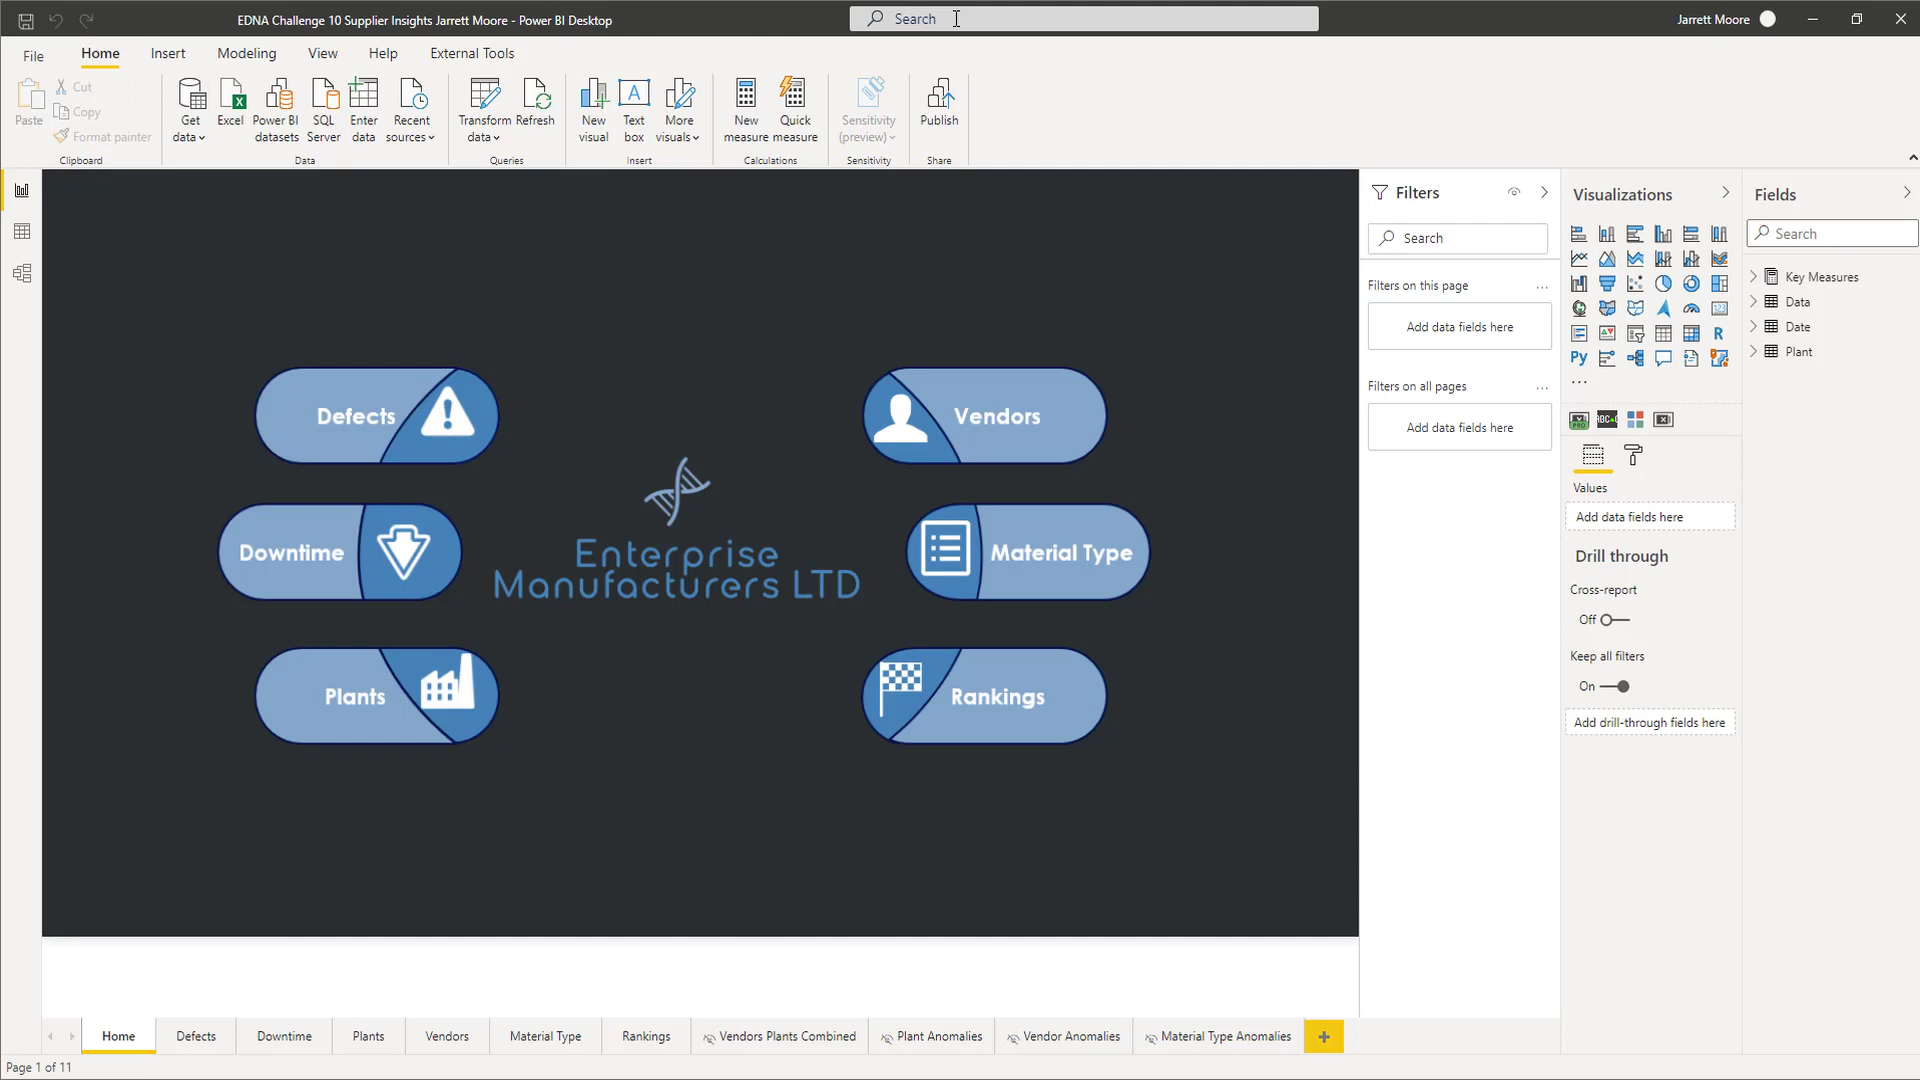 EDNA Challenge 10 Supplier Insights Jarrett Moore - Power BI Desktop
Search
Jarrett Moore
File
Home
Insert
Modeling
View
Help
External Tools
Paste
Cut
Copy
Format painter
Clipboard
Get data
Excel
Power BI datasets
SQL Server
Enter data
Recent sources
Data
Transform data
Refresh
Queries
New visual
A
Text box
More visuals
Insert
New measure
Quick measure
Calculations
Sensitivity (preview)
Sensitivity
Publish
Share
Defects
Downtime
Plants
Enterprise
Manufacturers LTD
Vendors
Material Type
Rankings
Filters
Search
Filters on this page
...
Add data fields here
Filters on all pages
...
Add data fields here
Visualizations
123
R
Py
...
PRO
Values
Add data fields here
Drill through
Cross-report
Off
Keep all filters
On
Add drill-through fields here
Fields
Search
Key Measures
Data
Date
Plant
Home
Defects
Downtime
Plants
Vendors
Material Type
Rankings
Vendors Plants Combined
Plant Anomalies
Vendor Anomalies
Material Type Anomalies
+
Page 1 of 11